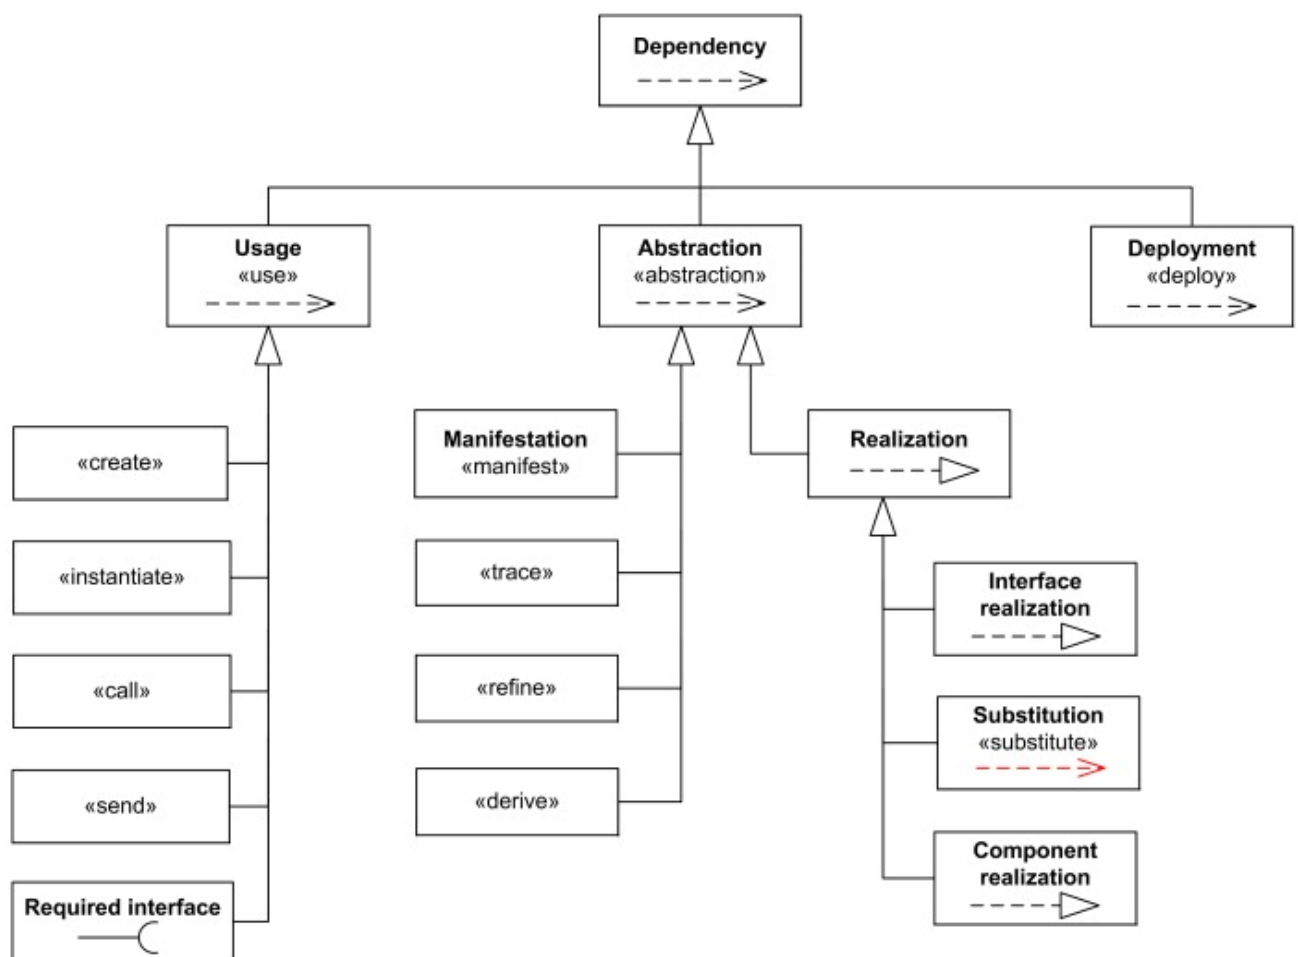 Dependency
Usage
«use»
Abstraction
«abstraction»
Deployment
«deploy»
«create»
«instantiate»
«call»
«send»
Required interface
Manifestation
«manifest»
«trace»
«refine»
«derive»
Realization
Interface
realization
Substitution
«substitute»
Component
realization